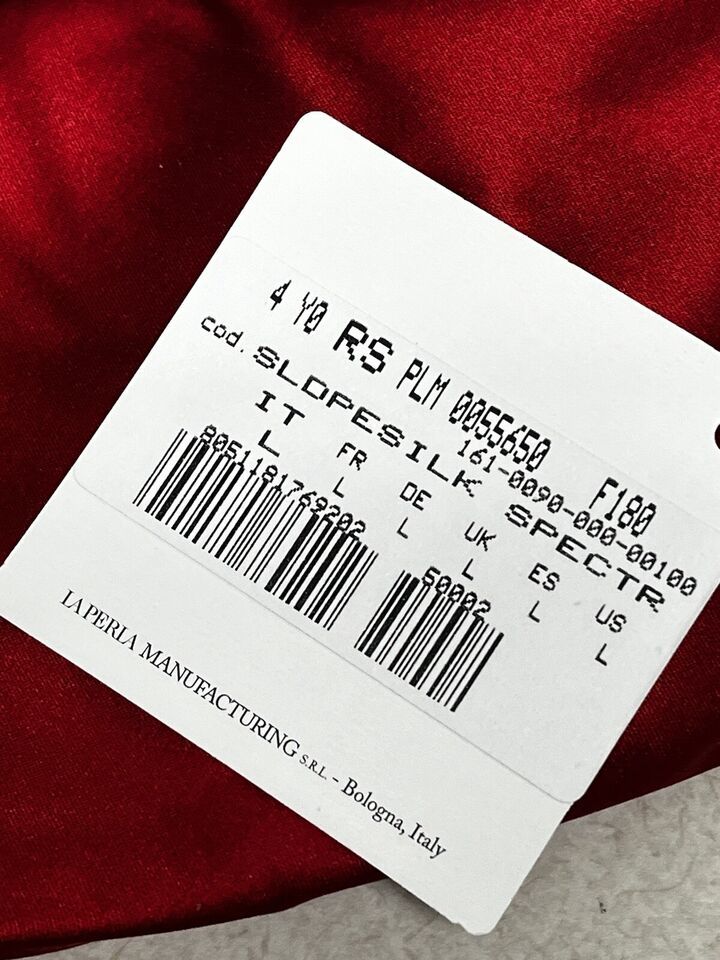 4 YO RS PLM 0055650 F180
cod. 161-0090-000-00100
SLOPESILK SPECTR
IT FR DE UK ES US
L L L L L L
8051181769202 50002
LA PERLA MANUFACTURING S.R.L. - Bologna, Italy